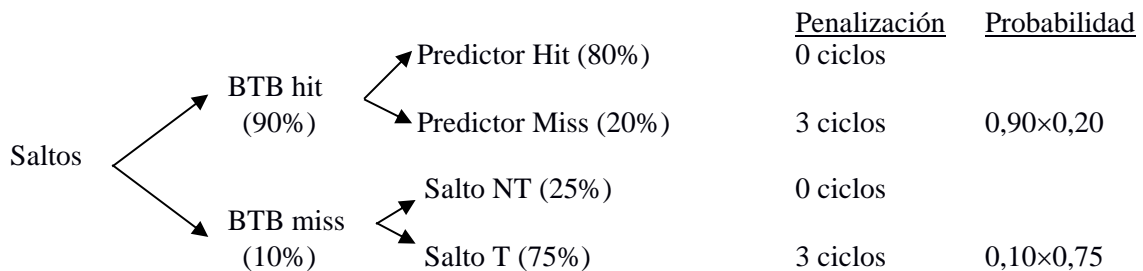 Penalización Probabilidad
Predictor Hit (80%) 0 ciclos
BTB hit
(90%) Predictor Miss (20%) 3 ciclos 0,90×0,20
Saltos
Salto NT (25%) 0 ciclos
BTB miss
(10%) Salto T (75%) 3 ciclos 0,10×0,75